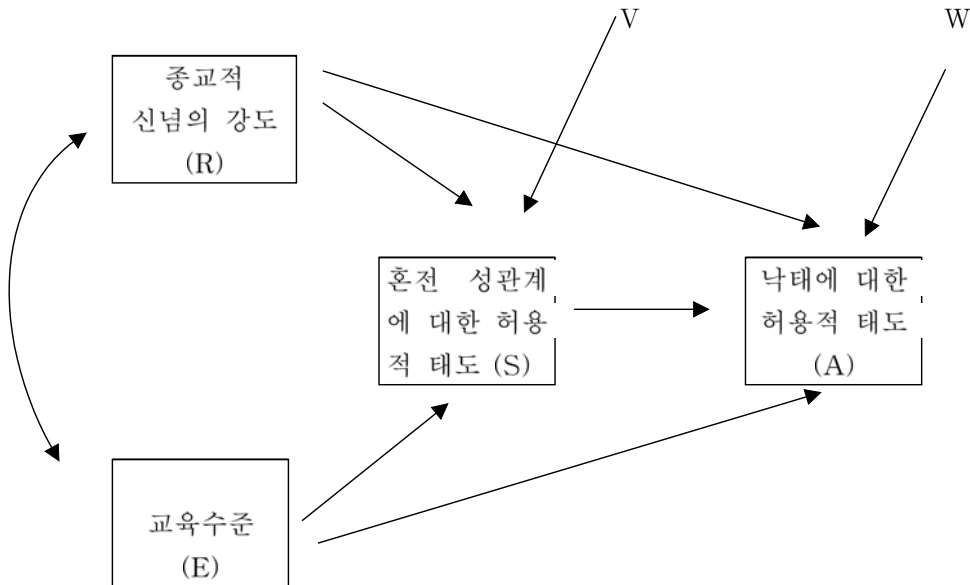 V
W
종교적
신념의 강도
(R)
혼전 성관계
에 대한 허용
적 태도 (S)
낙태에 대한
허용적 태도
(A)
교육수준
(E)